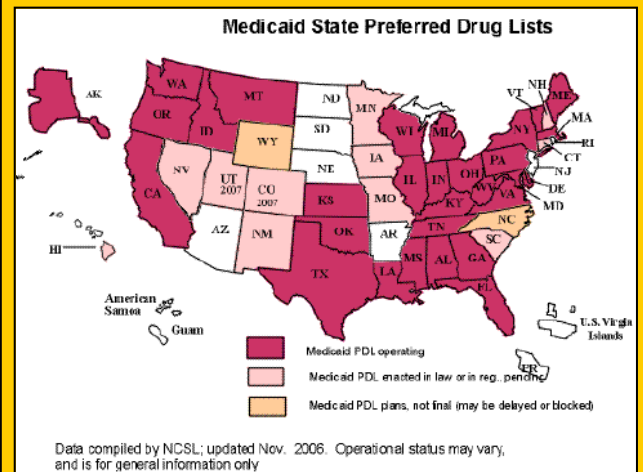 Medicaid State Preferred Drug Lists
AK
WA
MT
ND
MN
VT
NH
ME
OR
ID
SD
WI
MI
NY
MA
WY
RI
CT
NV
UT
2007
CO
2007
NE
IA
IL
IN
OH
PA
NJ
DE
MD
CA
KS
MO
KY
WV
VA
AZ
NM
OK
AR
TN
NC
SC
HI
TX
LA
MS
AL
GA
FL
American
Samoa
Guam
U.S. Virgin
Islands
PR
Medicaid PDL operating
Medicaid PDL enacted in law or in reg., pending
Medicaid PDL plans, not final (may be delayed or blocked)
Data compiled by NCSL; updated Nov. 2006. Operational status may vary,
and is for general information only